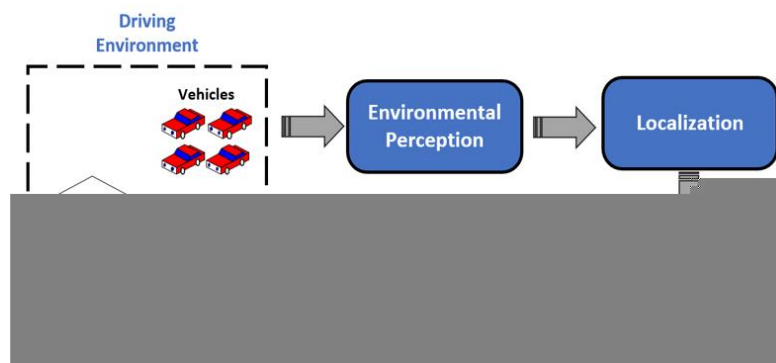 Driving
Environment
Vehicles
Environmental
Perception
Localization